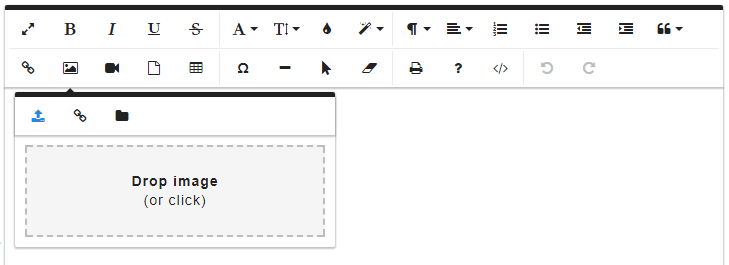 B I U S A T
Ω ? </>
Drop image
(or click)